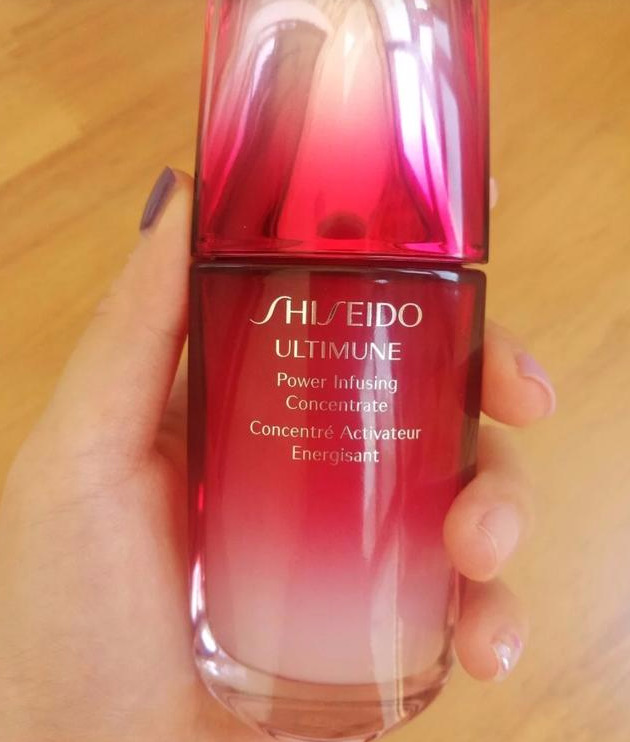 SHISEIDO
ULTIMUNE
Power Infusing
Concentrate
Concentré Activateur
Energisant